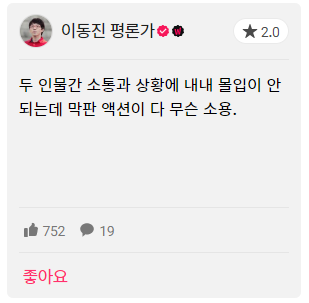 이동진 평론가
★ 2.0
두 인물간 소통과 상황에 내내 몰입이 안
되는데 막판 액션이 다 무슨 소용.
752 19
좋아요